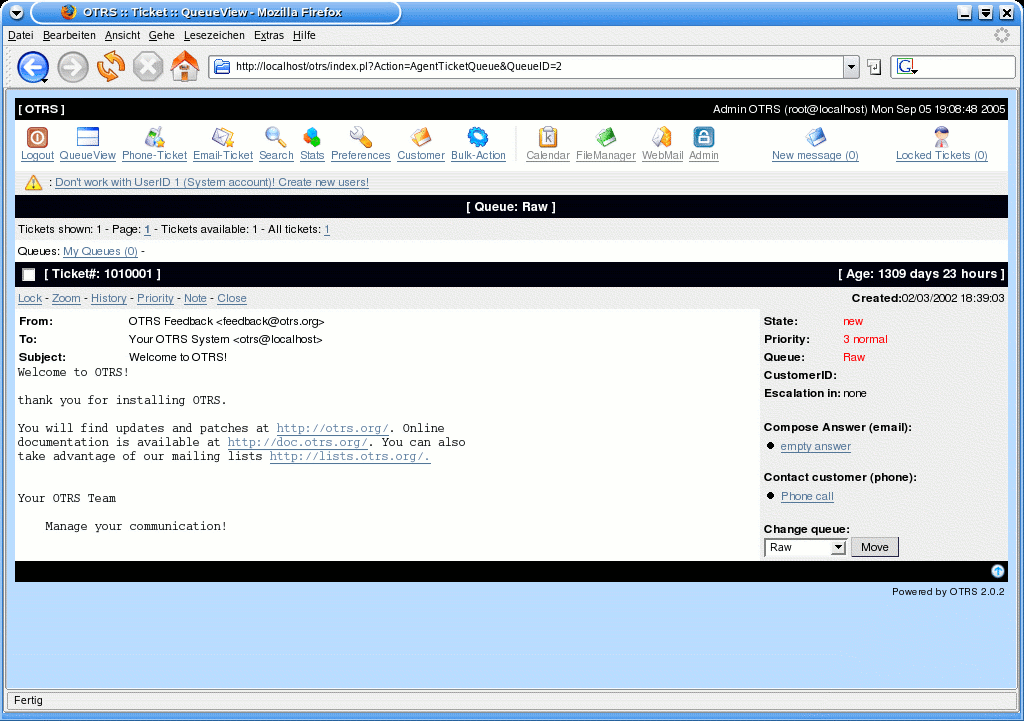 OTRS :: Ticket :: QueueView - Mozilla Firefox
Datei Bearbeiten Ansicht Gehe Lesezeichen Extras Hilfe
http://localhost/otrs/index.pl?Action=AgentTicketQueue&QueueID=2
G
[ OTRS ] Admin OTRS (root@localhost) Mon Sep 05 19:08:48 2005
Logout QueueView Phone-Ticket Email-Ticket Search Stats Preferences Customer Bulk-Action Calendar FileManager WebMail Admin New message (0) Locked Tickets (0)
: Don't work with UserID 1 (System account)! Create new users!
[ Queue: Raw ]
Tickets shown: 1 - Page: 1 - Tickets available: 1 - All tickets: 1
Queues: My Queues (0) -
[ Ticket#: 1010001 ] [ Age: 1309 days 23 hours ]
Lock - Zoom - History - Priority - Note - Close Created:02/03/2002 18:39:03
From: OTRS Feedback <feedback@otrs.org>
To: Your OTRS System <otrs@localhost>
Subject: Welcome to OTRS!
Welcome to OTRS!
thank you for installing OTRS.
You will find updates and patches at http://otrs.org/. Online
documentation is available at http://doc.otrs.org/. You can also
take advantage of our mailing lists http://lists.otrs.org/.
Your OTRS Team
Manage your communication!
State: new
Priority: 3 normal
Queue: Raw
CustomerID:
Escalation in: none
Compose Answer (email):
empty answer
Contact customer (phone):
Phone call
Change queue:
Raw Move
Powered by OTRS 2.0.2
Fertig